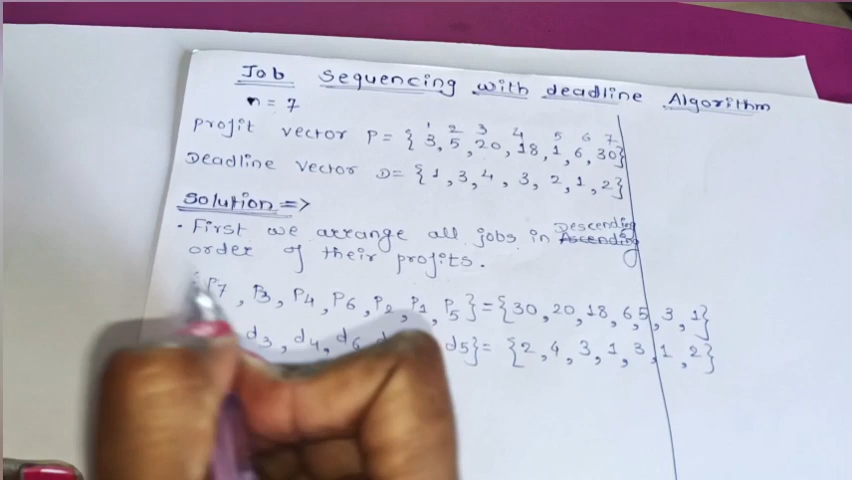 Job Sequencing with deadline Algorithm
n = 7
1 2 3 4 5 6 7
Profit vector P = { 3, 5, 20, 18, 1, 6, 30}
Deadline vector D= {1, 3, 4, 3, 2, 1, 2}
Solution =>
Descending
• First we arrange all jobs in Ascending
order of their profits.
{P7, P3, P4, P6, P2, P1, P5} = {30, 20, 18, 6, 5, 3, 1}
d3, d4, d6, d d5} = {2, 4, 3, 1, 3, 1, 2}